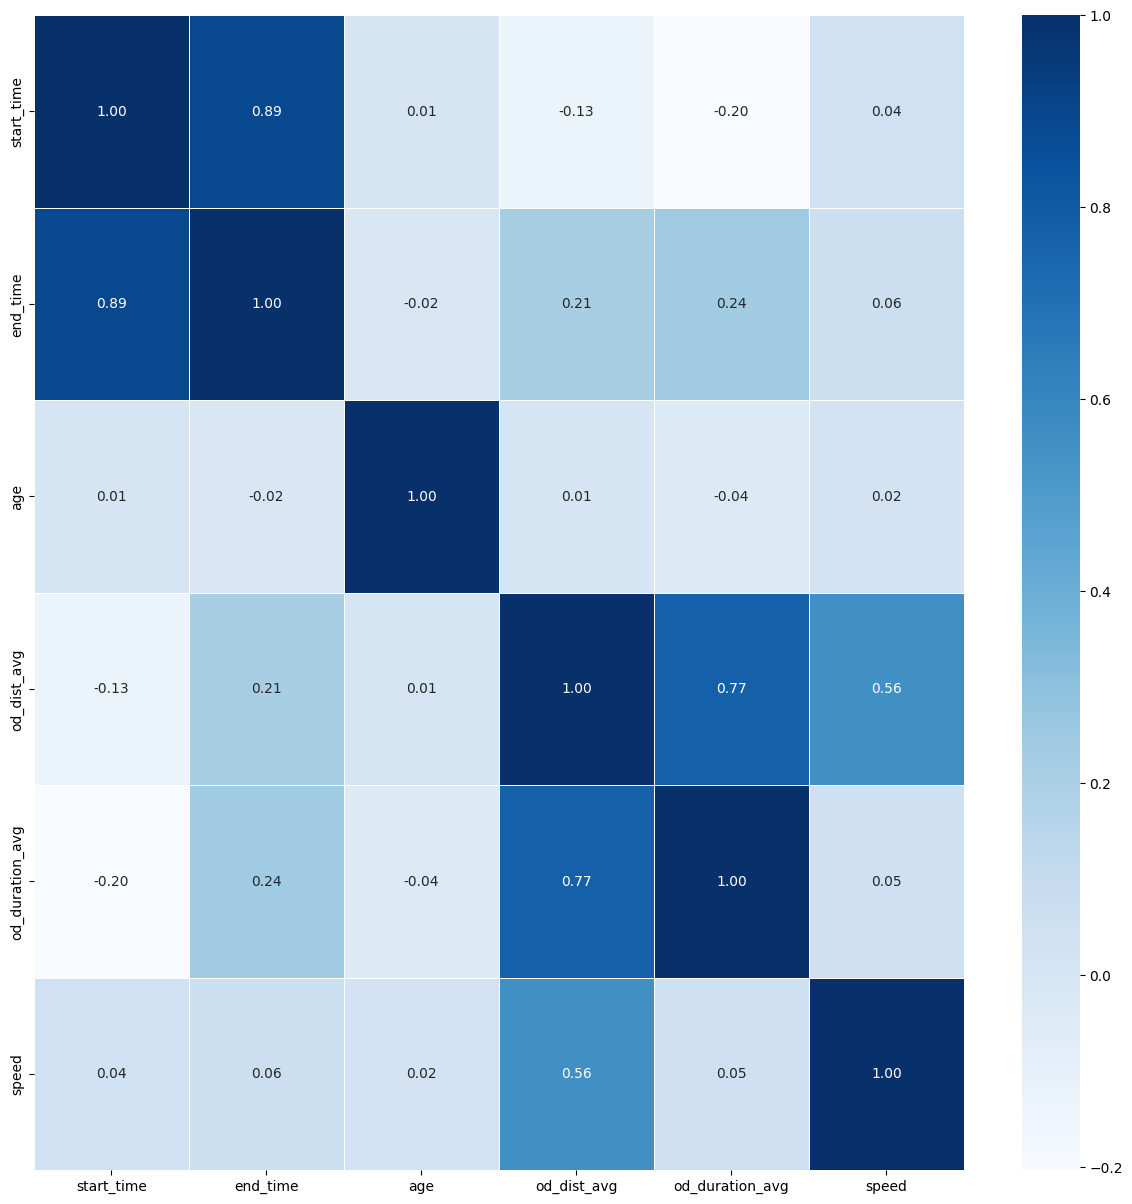 start_time 1.00 0.89 0.01 -0.13 -0.20 0.04
end_time 0.89 1.00 -0.02 0.21 0.24 0.06
age 0.01 -0.02 1.00 0.01 -0.04 0.02
od_dist_avg -0.13 0.21 0.01 1.00 0.77 0.56
od_duration_avg -0.20 0.24 -0.04 0.77 1.00 0.05
speed 0.04 0.06 0.02 0.56 0.05 1.00
start_time end_time age od_dist_avg od_duration_avg speed
1.0
0.8
0.6
0.4
0.2
0.0
−0.2